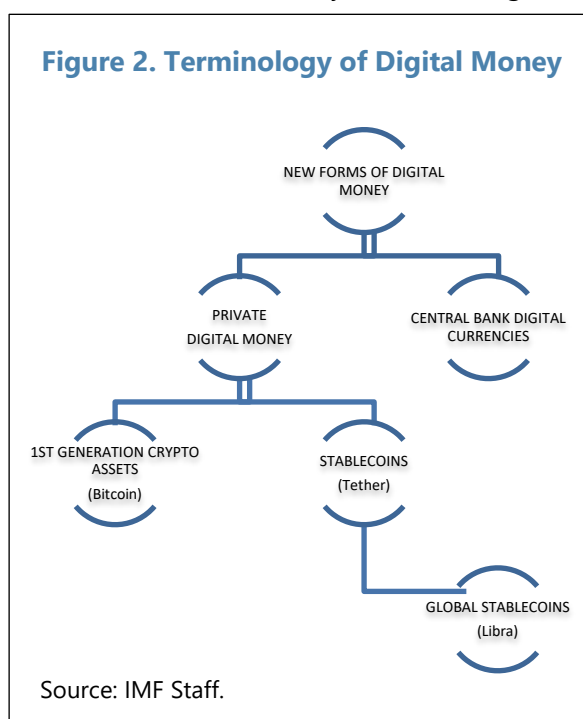 Figure 2. Terminology of Digital Money
NEW FORMS OF DIGITAL
MONEY
PRIVATE
DIGITAL MONEY
CENTRAL BANK DIGITAL
CURRENCIES
1ST GENERATION CRYPTO
ASSETS
(Bitcoin)
STABLECOINS
(Tether)
GLOBAL STABLECOINS
(Libra)
Source: IMF Staff.